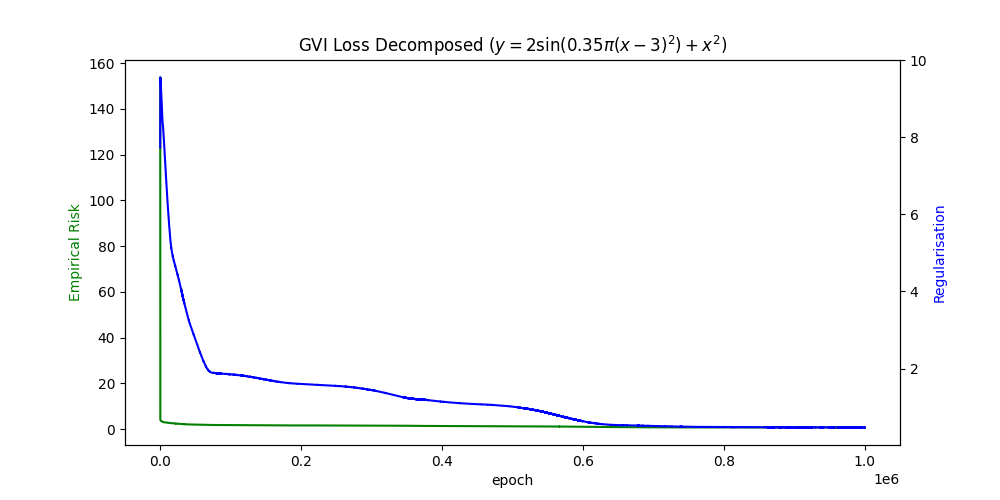 GVI Loss Decomposed (y = 2sin(0.35π(x − 3)²) + x²)
160
140
120
100
80
60
40
20
0
Empirical Risk
10
8
6
4
2
Regularisation
0.0 0.2 0.4 0.6 0.8 1.0
1e6
epoch